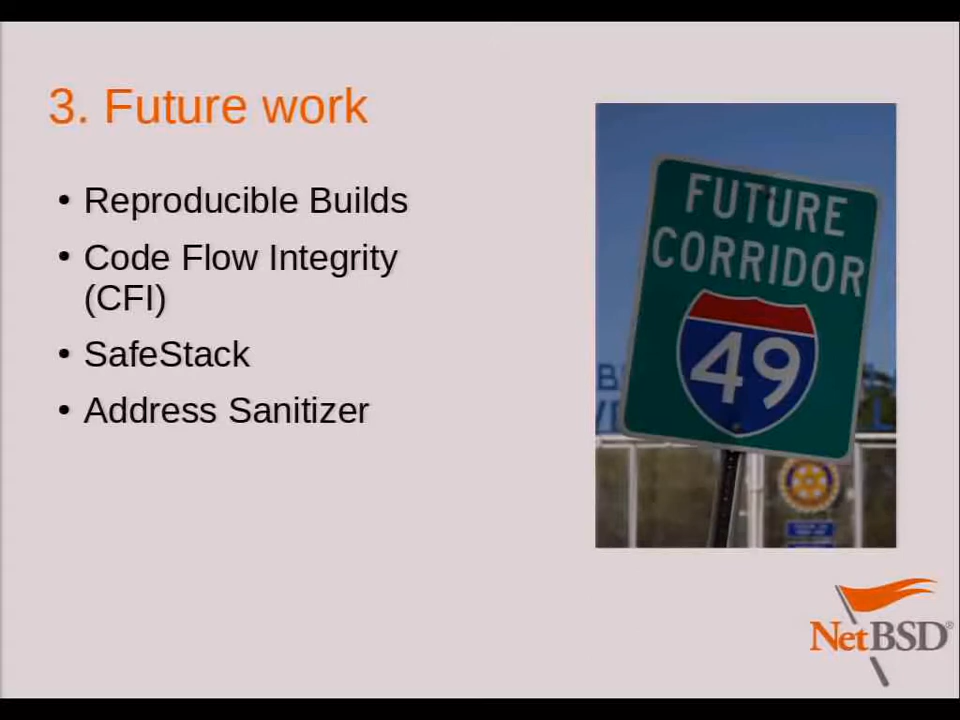 3. Future work
• Reproducible Builds
• Code Flow Integrity
(CFI)
• SafeStack
• Address Sanitizer
FUTURE
CORRIDOR
49
NetBSD®